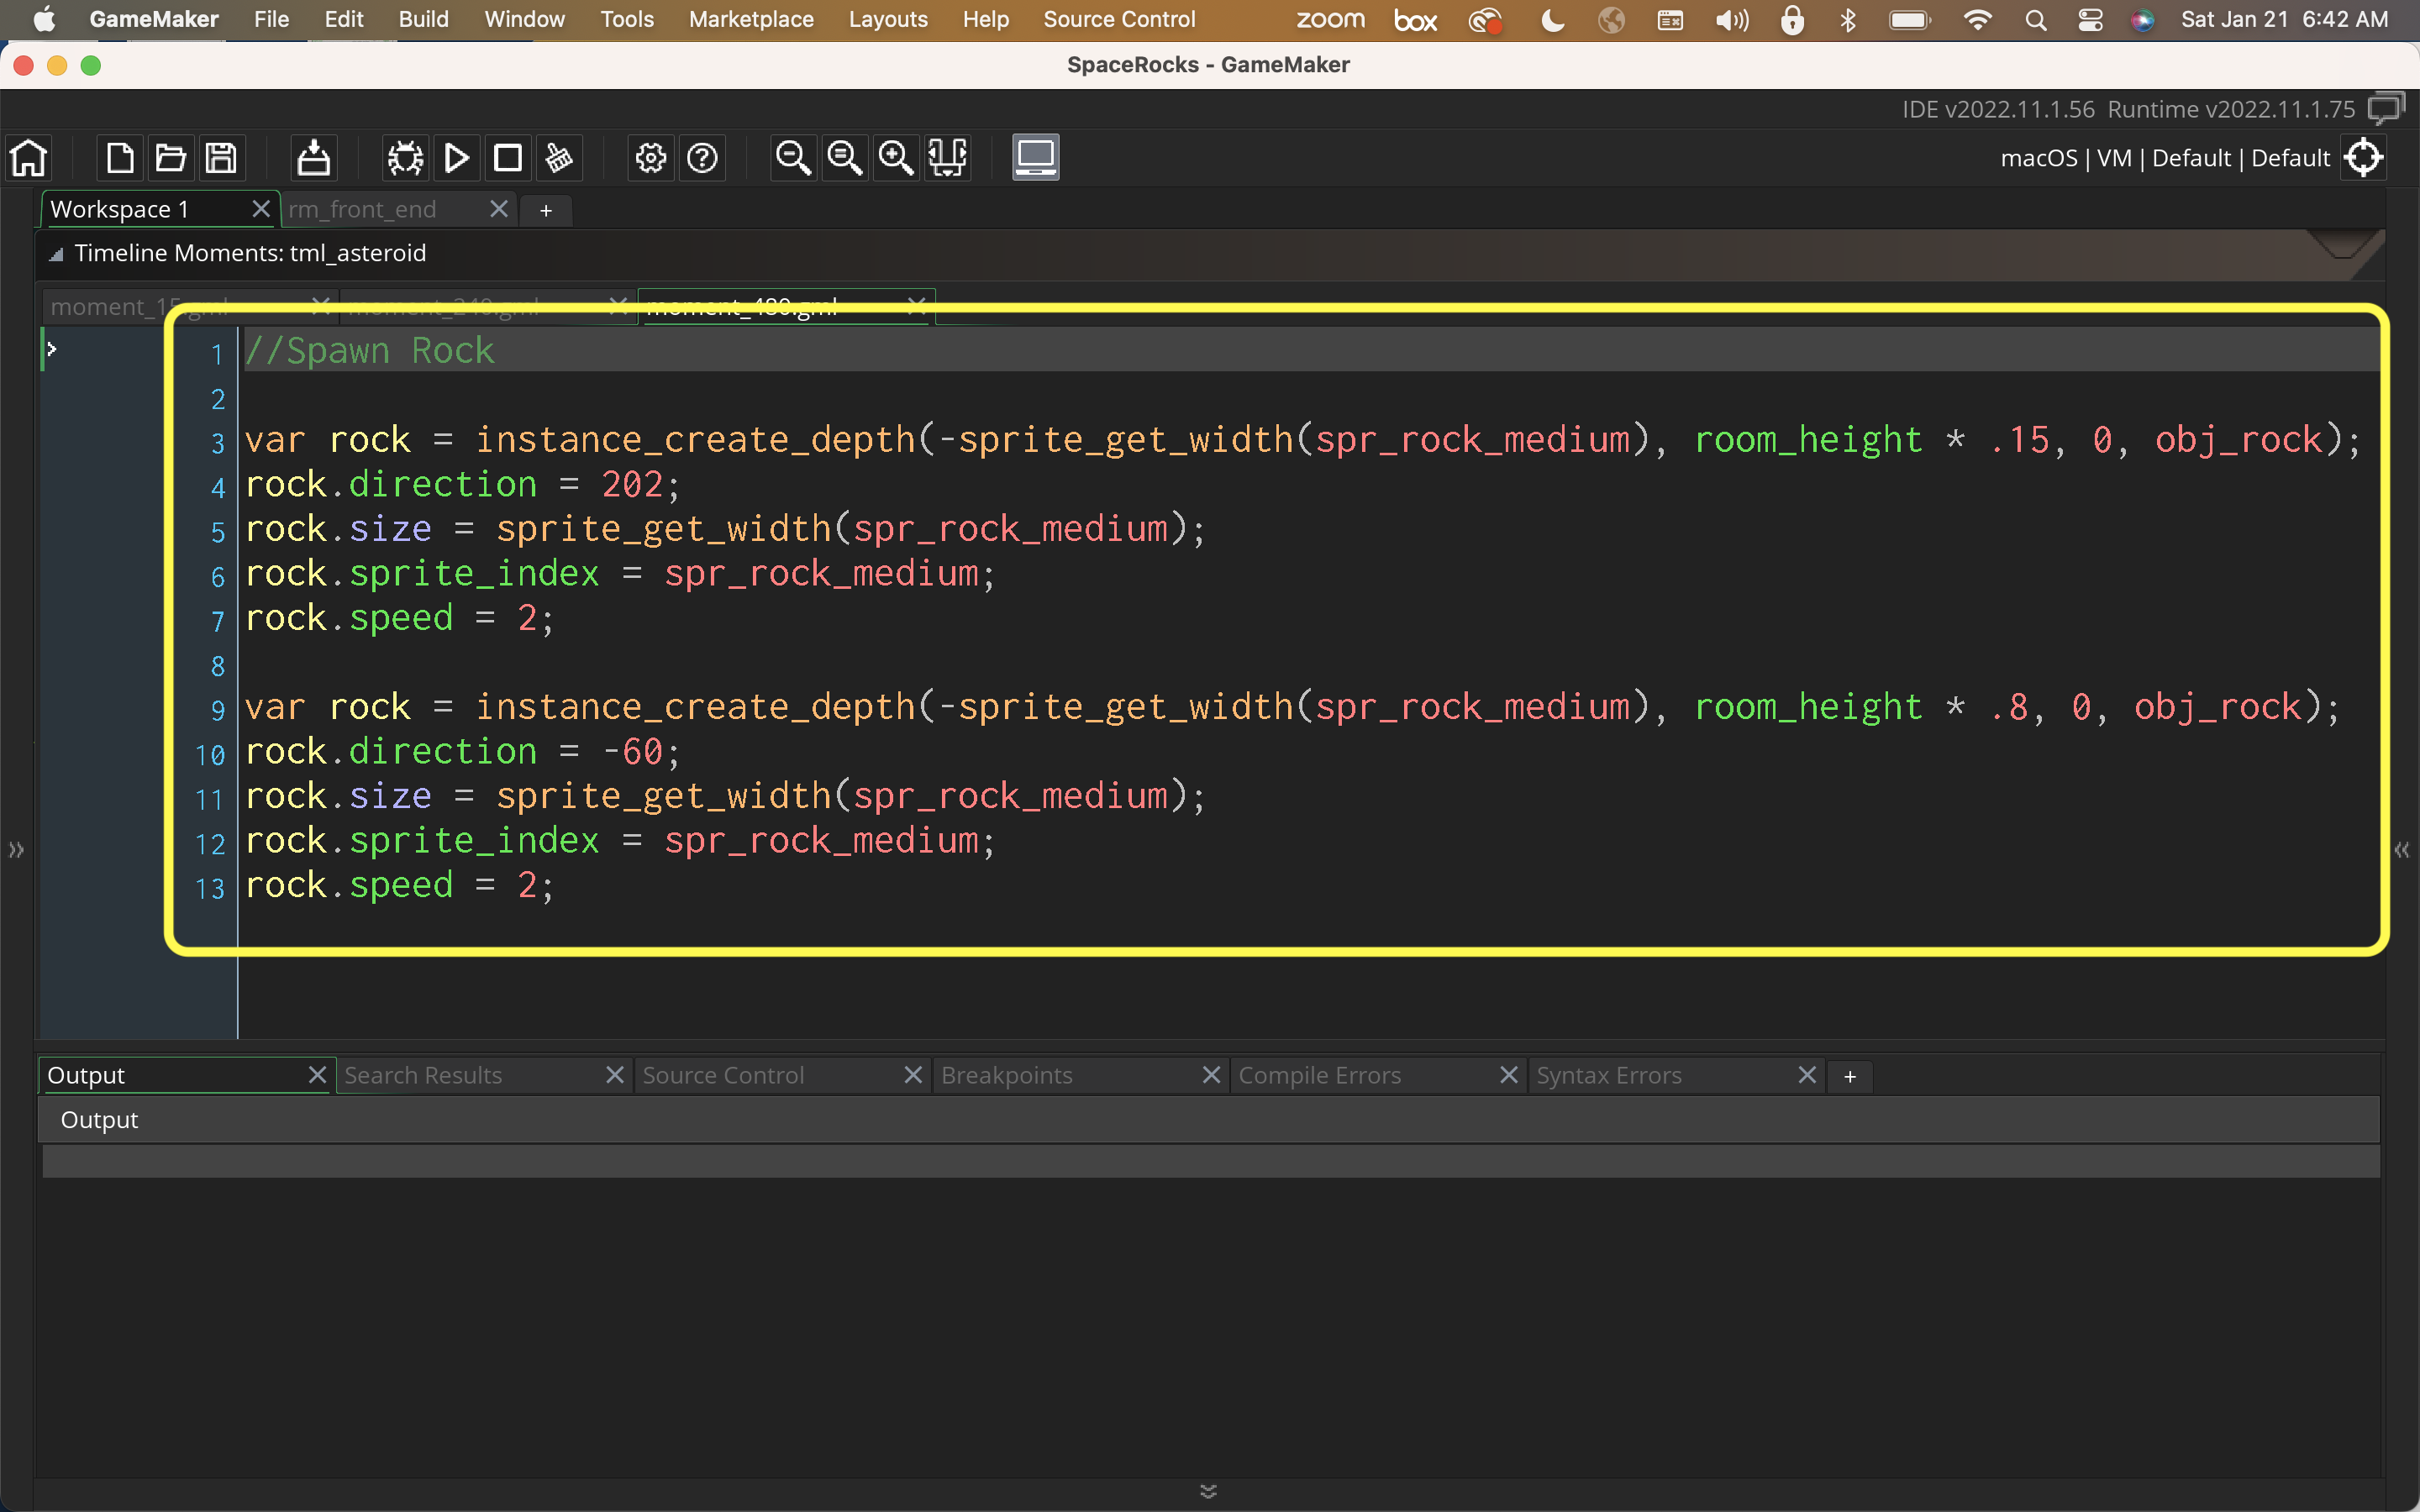 GameMaker File Edit Build Window Tools Marketplace Layouts Help Source Control zoom box Sat Jan 21 6:42 AM
SpaceRocks - GameMaker
IDE v2022.11.1.56 Runtime v2022.11.1.75
macOS | VM | Default | Default
Workspace 1 rm_front_end +
Timeline Moments: tml_asteroid
moment_15.gml moment_240.gml moment_480.gml
1 //Spawn Rock
2
3 var rock = instance_create_depth(-sprite_get_width(spr_rock_medium), room_height * .15, 0, obj_rock);
4 rock.direction = 202;
5 rock.size = sprite_get_width(spr_rock_medium);
6 rock.sprite_index = spr_rock_medium;
7 rock.speed = 2;
8
9 var rock = instance_create_depth(-sprite_get_width(spr_rock_medium), room_height * .8, 0, obj_rock);
10 rock.direction = -60;
11 rock.size = sprite_get_width(spr_rock_medium);
12 rock.sprite_index = spr_rock_medium;
13 rock.speed = 2;
Output Search Results Source Control Breakpoints Compile Errors Syntax Errors +
Output